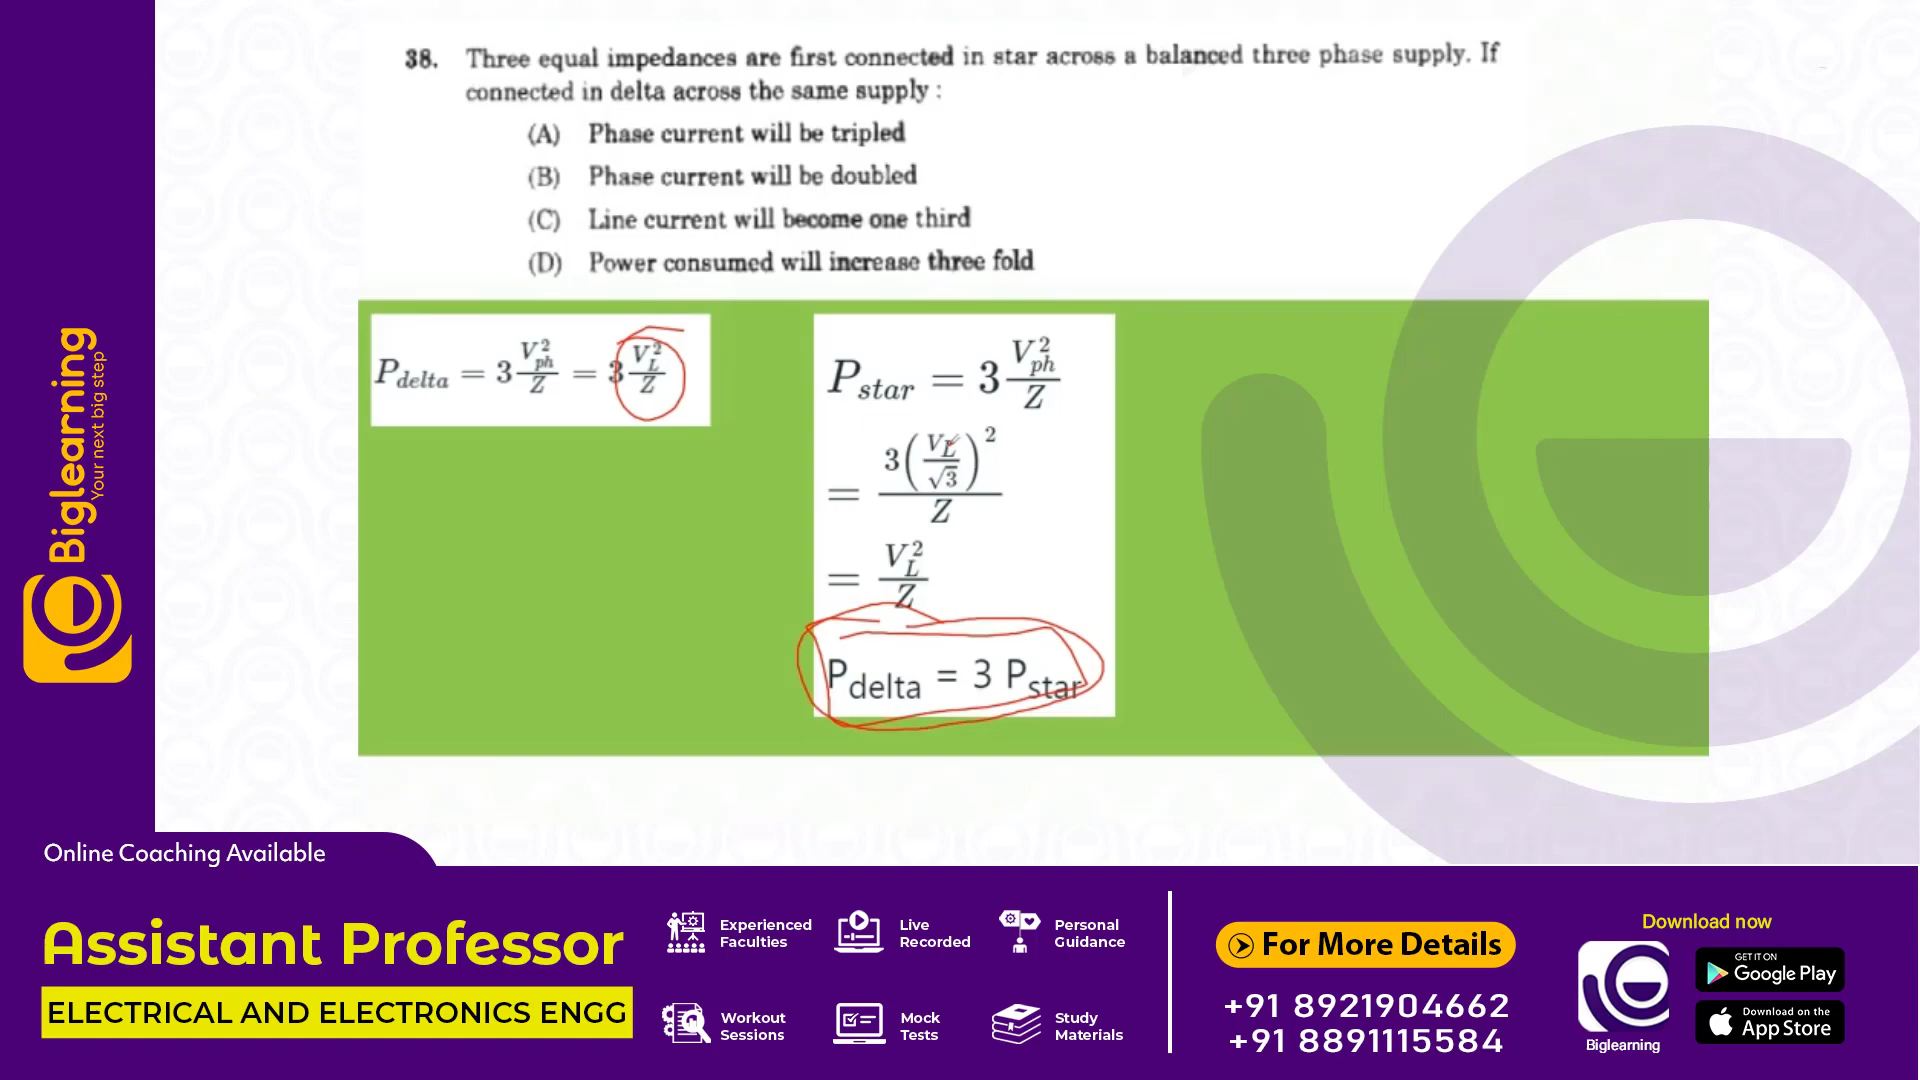 38. Three equal impedances are first connected in star across a balanced three phase supply. If
connected in delta across the same supply :
(A) Phase current will be tripled
(B) Phase current will be doubled
(C) Line current will become one third
(D) Power consumed will increase three fold
P_delta = 3 V_ph^2/Z = 3 V_L^2/Z
P_star = 3 V_ph^2/Z
= 3(V_L/√3)^2/Z
= V_L^2/Z
P_delta = 3 P_star
Biglearning
Your next big step
Online Coaching Available
Assistant Professor
ELECTRICAL AND ELECTRONICS ENGG
Experienced
Faculties
Live
Recorded
Personal
Guidance
Workout
Sessions
Mock
Tests
Study
Materials
For More Details
+91 8921904662
+91 8891115584
Download now
Biglearning
GET IT ON
Google Play
Download on the
App Store